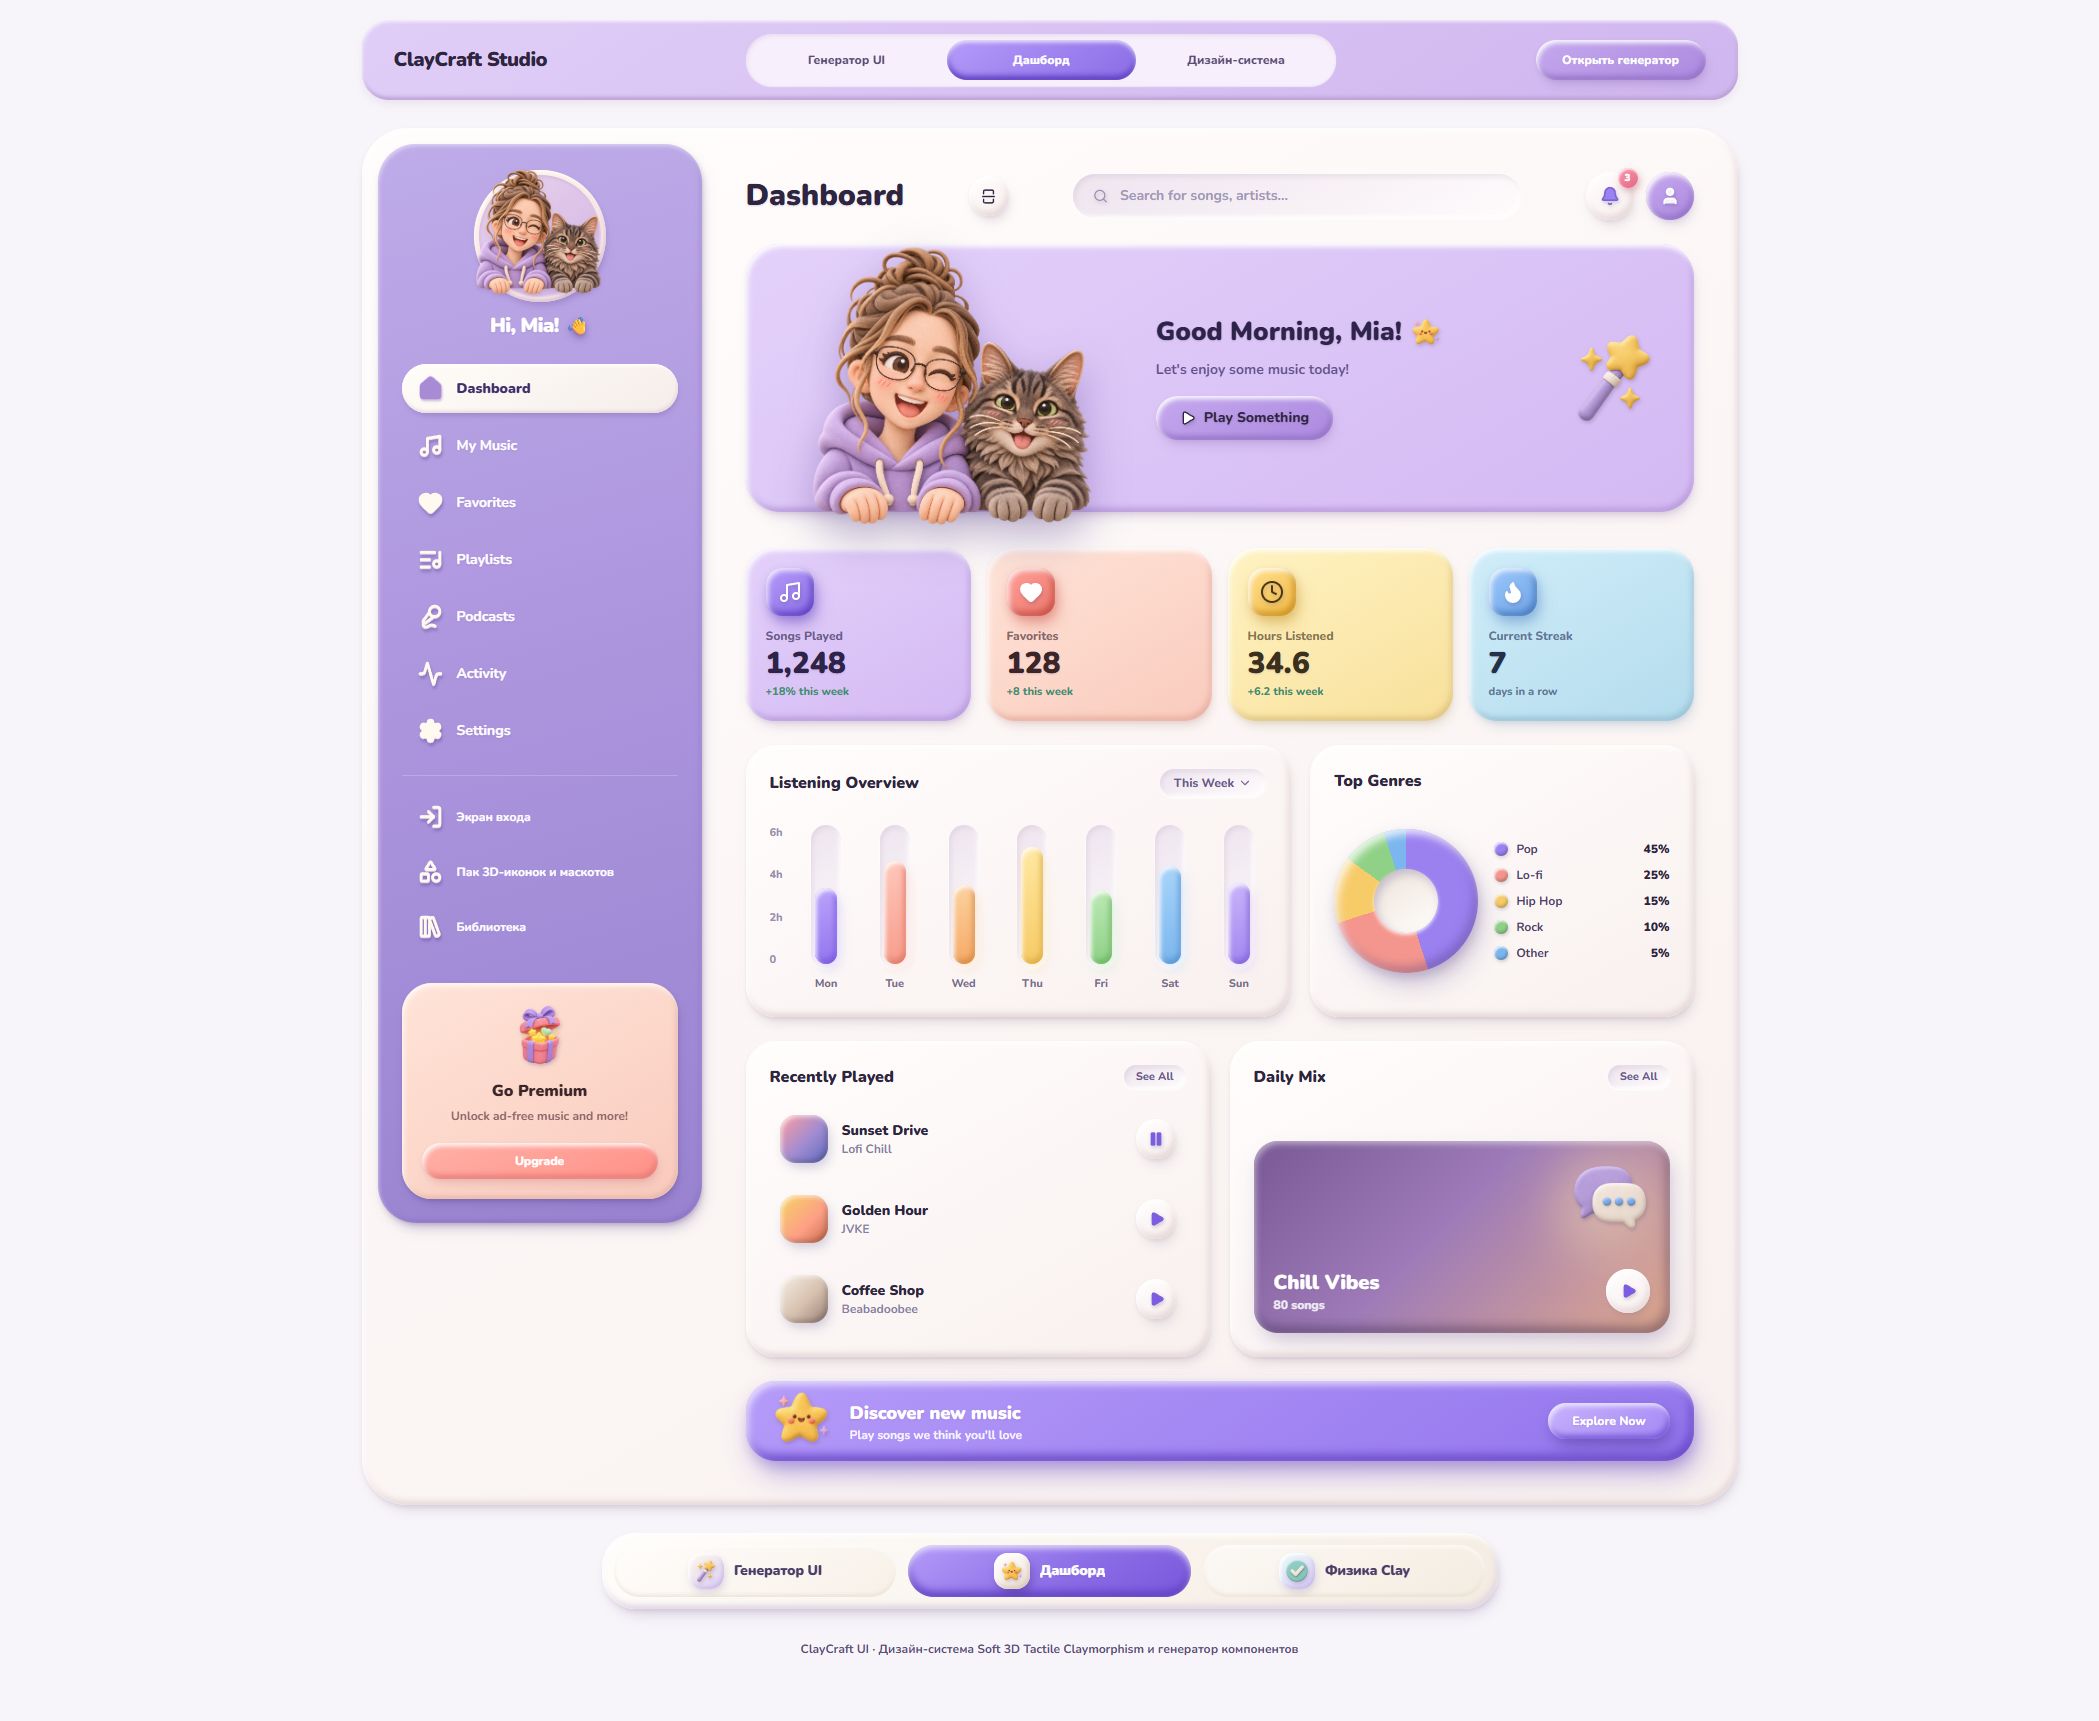 ClayCraft Studio
Генератор UI
Дашборд
Дизайн-система
Открыть генератор
Hi, Mia!
Dashboard
My Music
Favorites
Playlists
Podcasts
Activity
Settings
Экран входа
Пак 3D-иконок и маскотов
Библиотека
Go Premium
Unlock ad-free music and more!
Upgrade
Dashboard
Search for songs, artists...
3
Good Morning, Mia!
Let's enjoy some music today!
Play Something
Songs Played
1,248
+18% this week
Favorites
128
+8 this week
Hours Listened
34.6
+6.2 this week
Current Streak
7
days in a row
Listening Overview
This Week
6h
4h
2h
0
Mon Tue Wed Thu Fri Sat Sun
Top Genres
Pop 45%
Lo-fi 25%
Hip Hop 15%
Rock 10%
Other 5%
Recently Played
See All
Sunset Drive
Lofi Chill
Golden Hour
JVKE
Coffee Shop
Beabadoobee
Daily Mix
See All
Chill Vibes
80 songs
Discover new music
Play songs we think you'll love
Explore Now
Генератор UI
Дашборд
Физика Clay
ClayCraft UI · Дизайн-система Soft 3D Tactile Claymorphism и генератор компонентов